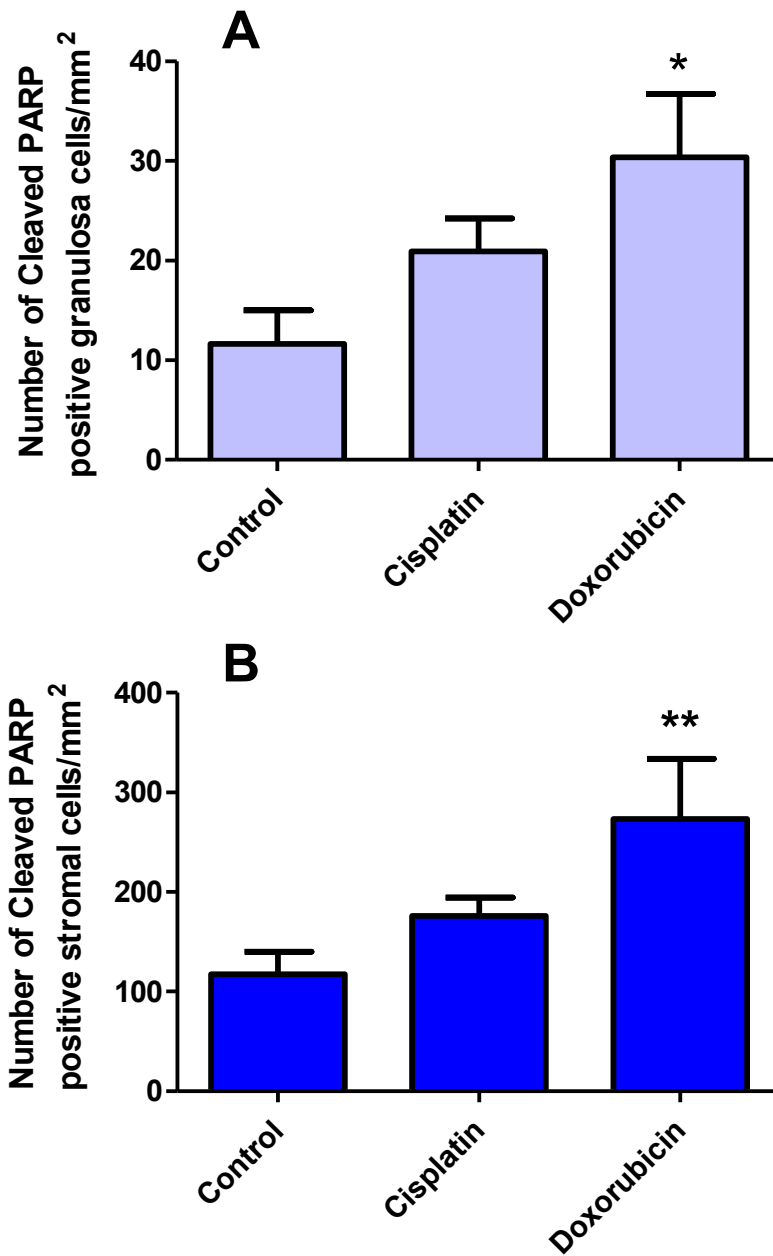 A
Number of Cleaved PARP
positive granulosa cells/mm²
40
30
20
10
0
*
Control
Cisplatin
Doxorubicin
B
Number of Cleaved PARP
positive stromal cells/mm²
400
300
200
100
0
**
Control
Cisplatin
Doxorubicin